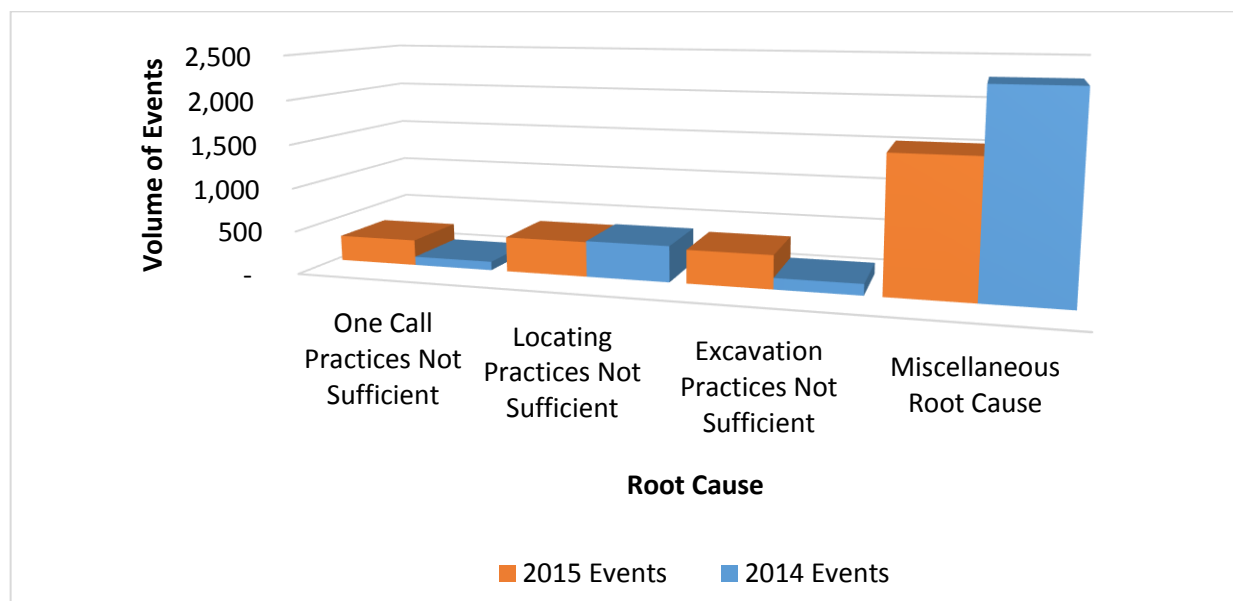 Volume of Events
2,500
2,000
1,500
1,000
500
-
One Call
Practices Not
Sufficient
Locating
Practices Not
Sufficient
Excavation
Practices Not
Sufficient
Miscellaneous
Root Cause
Root Cause
2015 Events
2014 Events